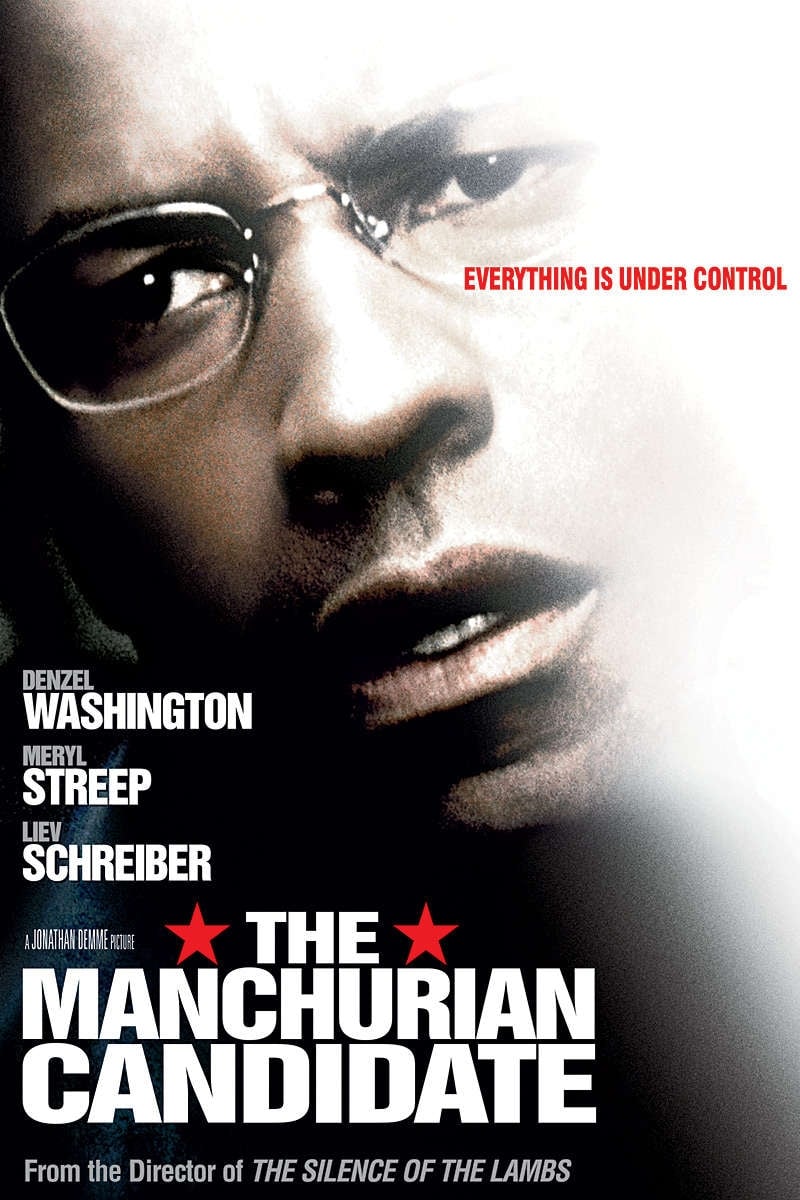 EVERYTHING IS UNDER CONTROL
DENZEL
WASHINGTON
MERYL
STREEP
LIEV
SCHREIBER
A JONATHAN DEMME PICTURE
THE
MANCHURIAN
CANDIDATE
From the Director of THE SILENCE OF THE LAMBS